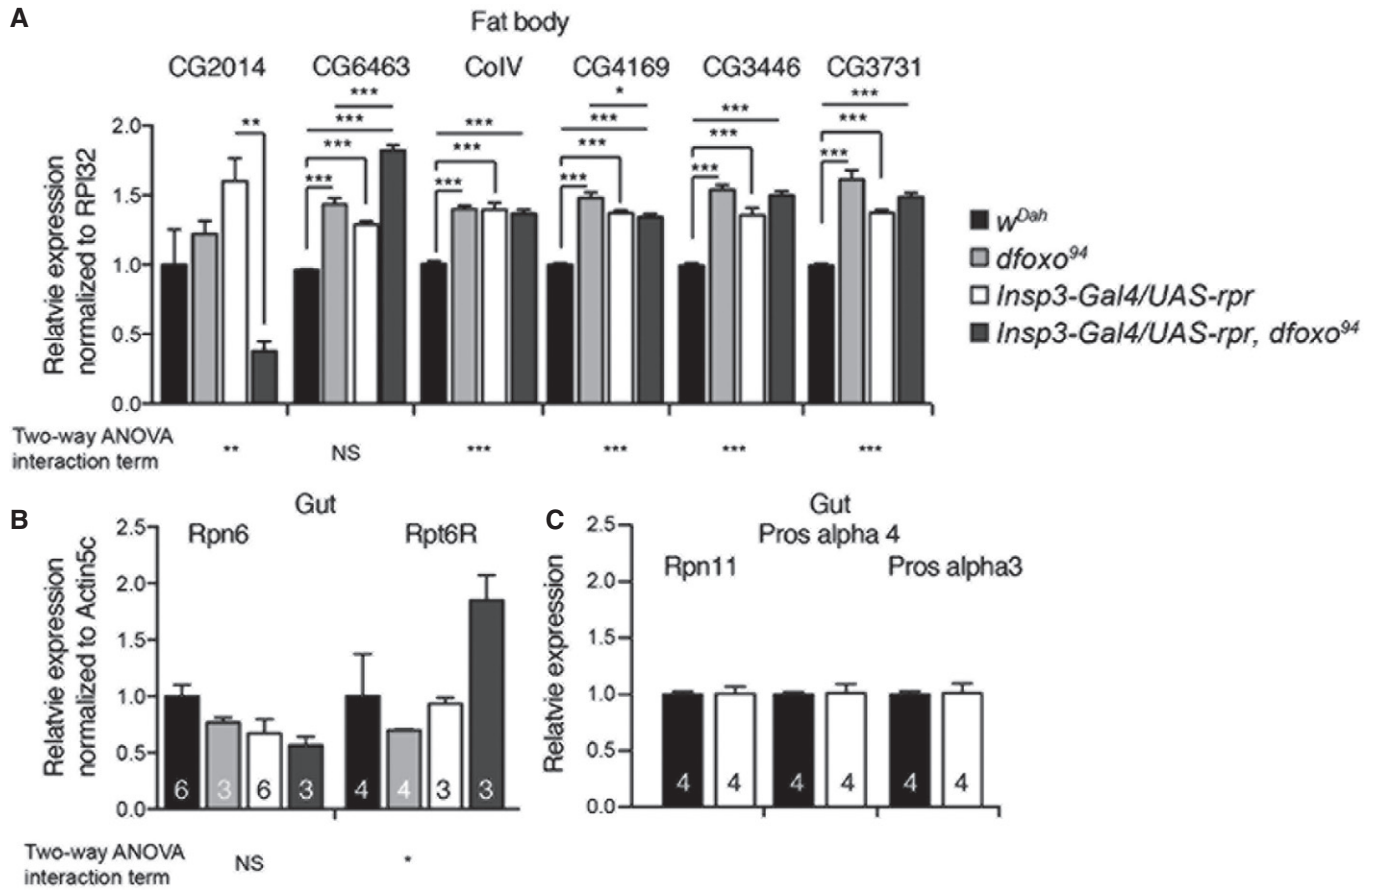 A
Fat body
CG2014 CG6463 ColV CG4169 CG3446 CG3731
** *** *** *** *** *** *** *** * *** *** *** *** *** *** *** *** ***
Relatvie expression
normalized to RPl32
2.0
1.5
1.0
0.5
0.0
w^Dah
dfoxo^94
Insp3-Gal4/UAS-rpr
Insp3-Gal4/UAS-rpr, dfoxo^94
Two-way ANOVA
interaction term
** NS *** *** *** ***
B
Gut
Rpn6 Rpt6R
Relatvie expression
normalized to Actin5c
2.5
2.0
1.5
1.0
0.5
0.0
6 3 6 3 4 4 3 3
Two-way ANOVA
interaction term
NS *
C
Gut
Pros alpha 4
Rpn11 Pros alpha3
Relatvie expression
2.5
2.0
1.5
1.0
0.5
0.0
4 4 4 4 4 4